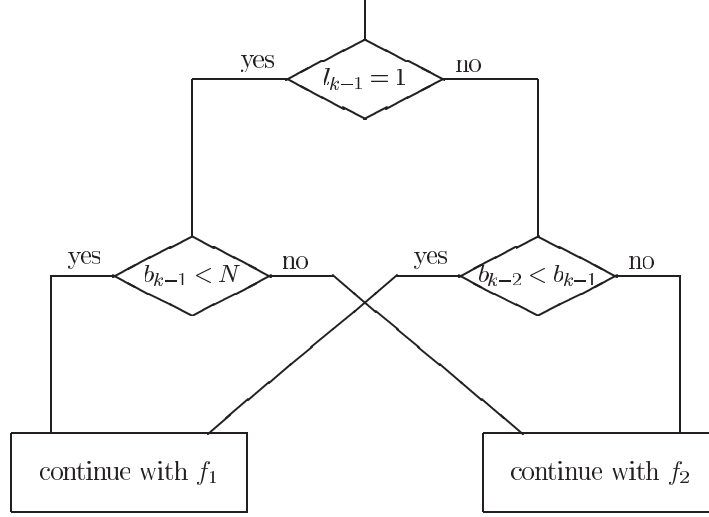 yes
l_{k−1} = 1
no
yes
b_{k−1} < N
no
yes
b_{k−2} < b_{k−1}
no
continue with f_1
continue with f_2